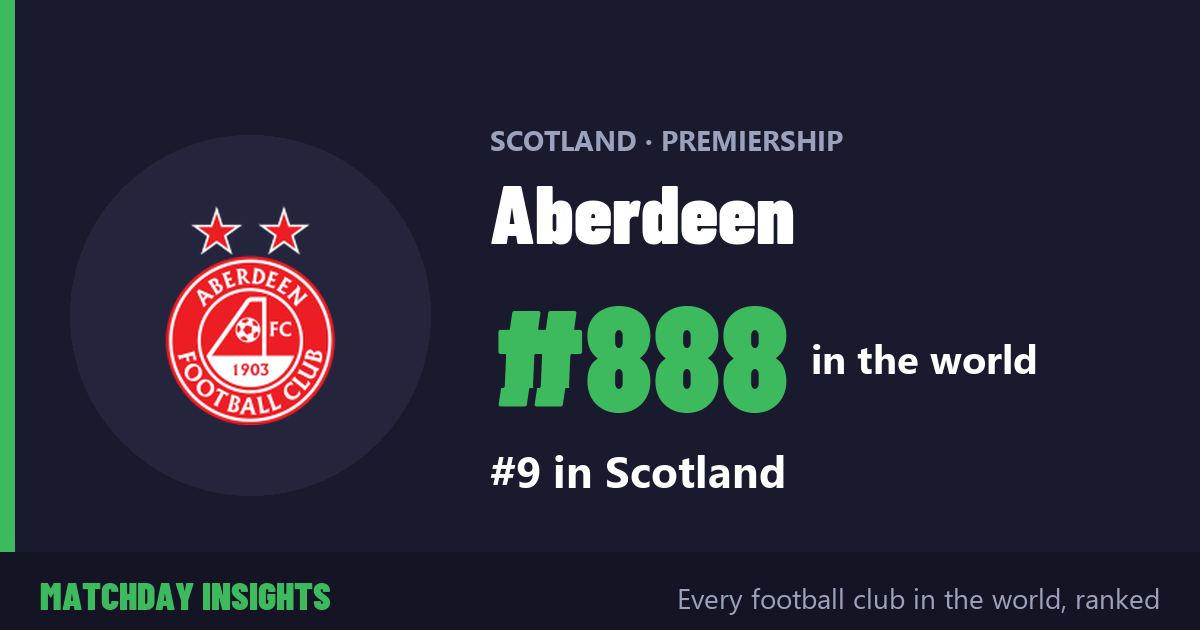 SCOTLAND · PREMIERSHIP
Aberdeen
#888 in the world
#9 in Scotland
ABERDEEN
FC
1903
FOOTBALL CLUB
MATCHDAY INSIGHTS
Every football club in the world, ranked